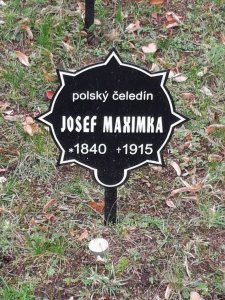 polský čeledín
JOSEF MAXIMKA
*1840 +1915